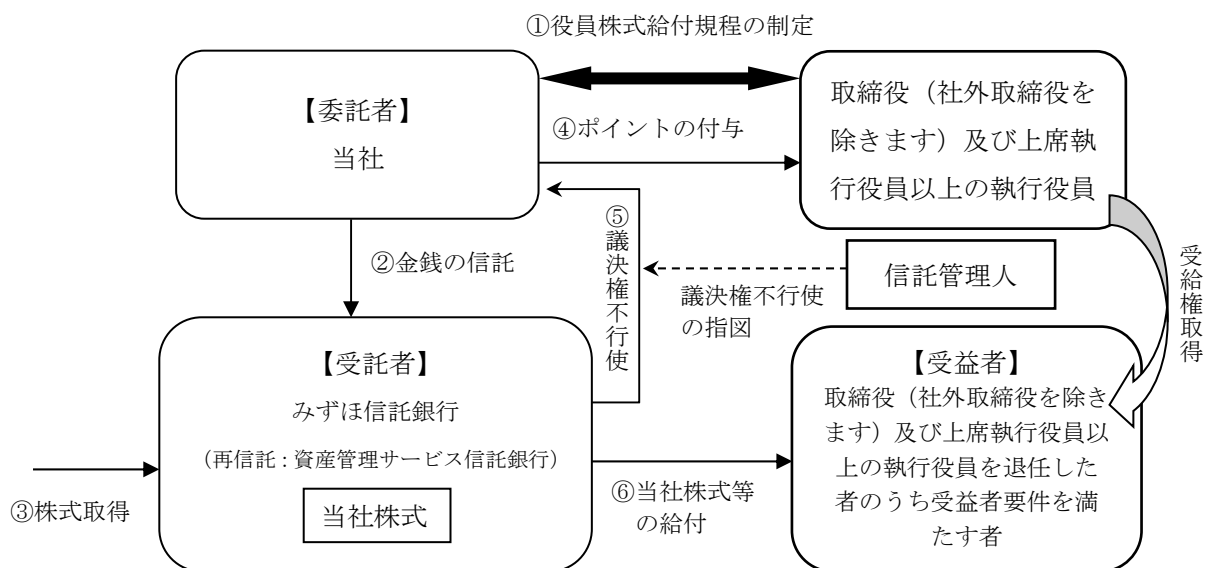 ①役員株式給付規程の制定
【委託者】
当社
④ポイントの付与
取締役（社外取締役を
除きます）及び上席執
行役員以上の執行役員
②金銭の信託
⑤議決権不行使
議決権不行使
の指図
信託管理人
受給権取得
【受託者】
みずほ信託銀行
（再信託：資産管理サービス信託銀行）
当社株式
③株式取得
⑥当社株式等
の給付
【受益者】
取締役（社外取締役を除き
ます）及び上席執行役員以
上の執行役員を退任した
者のうち受益者要件を満
たす者